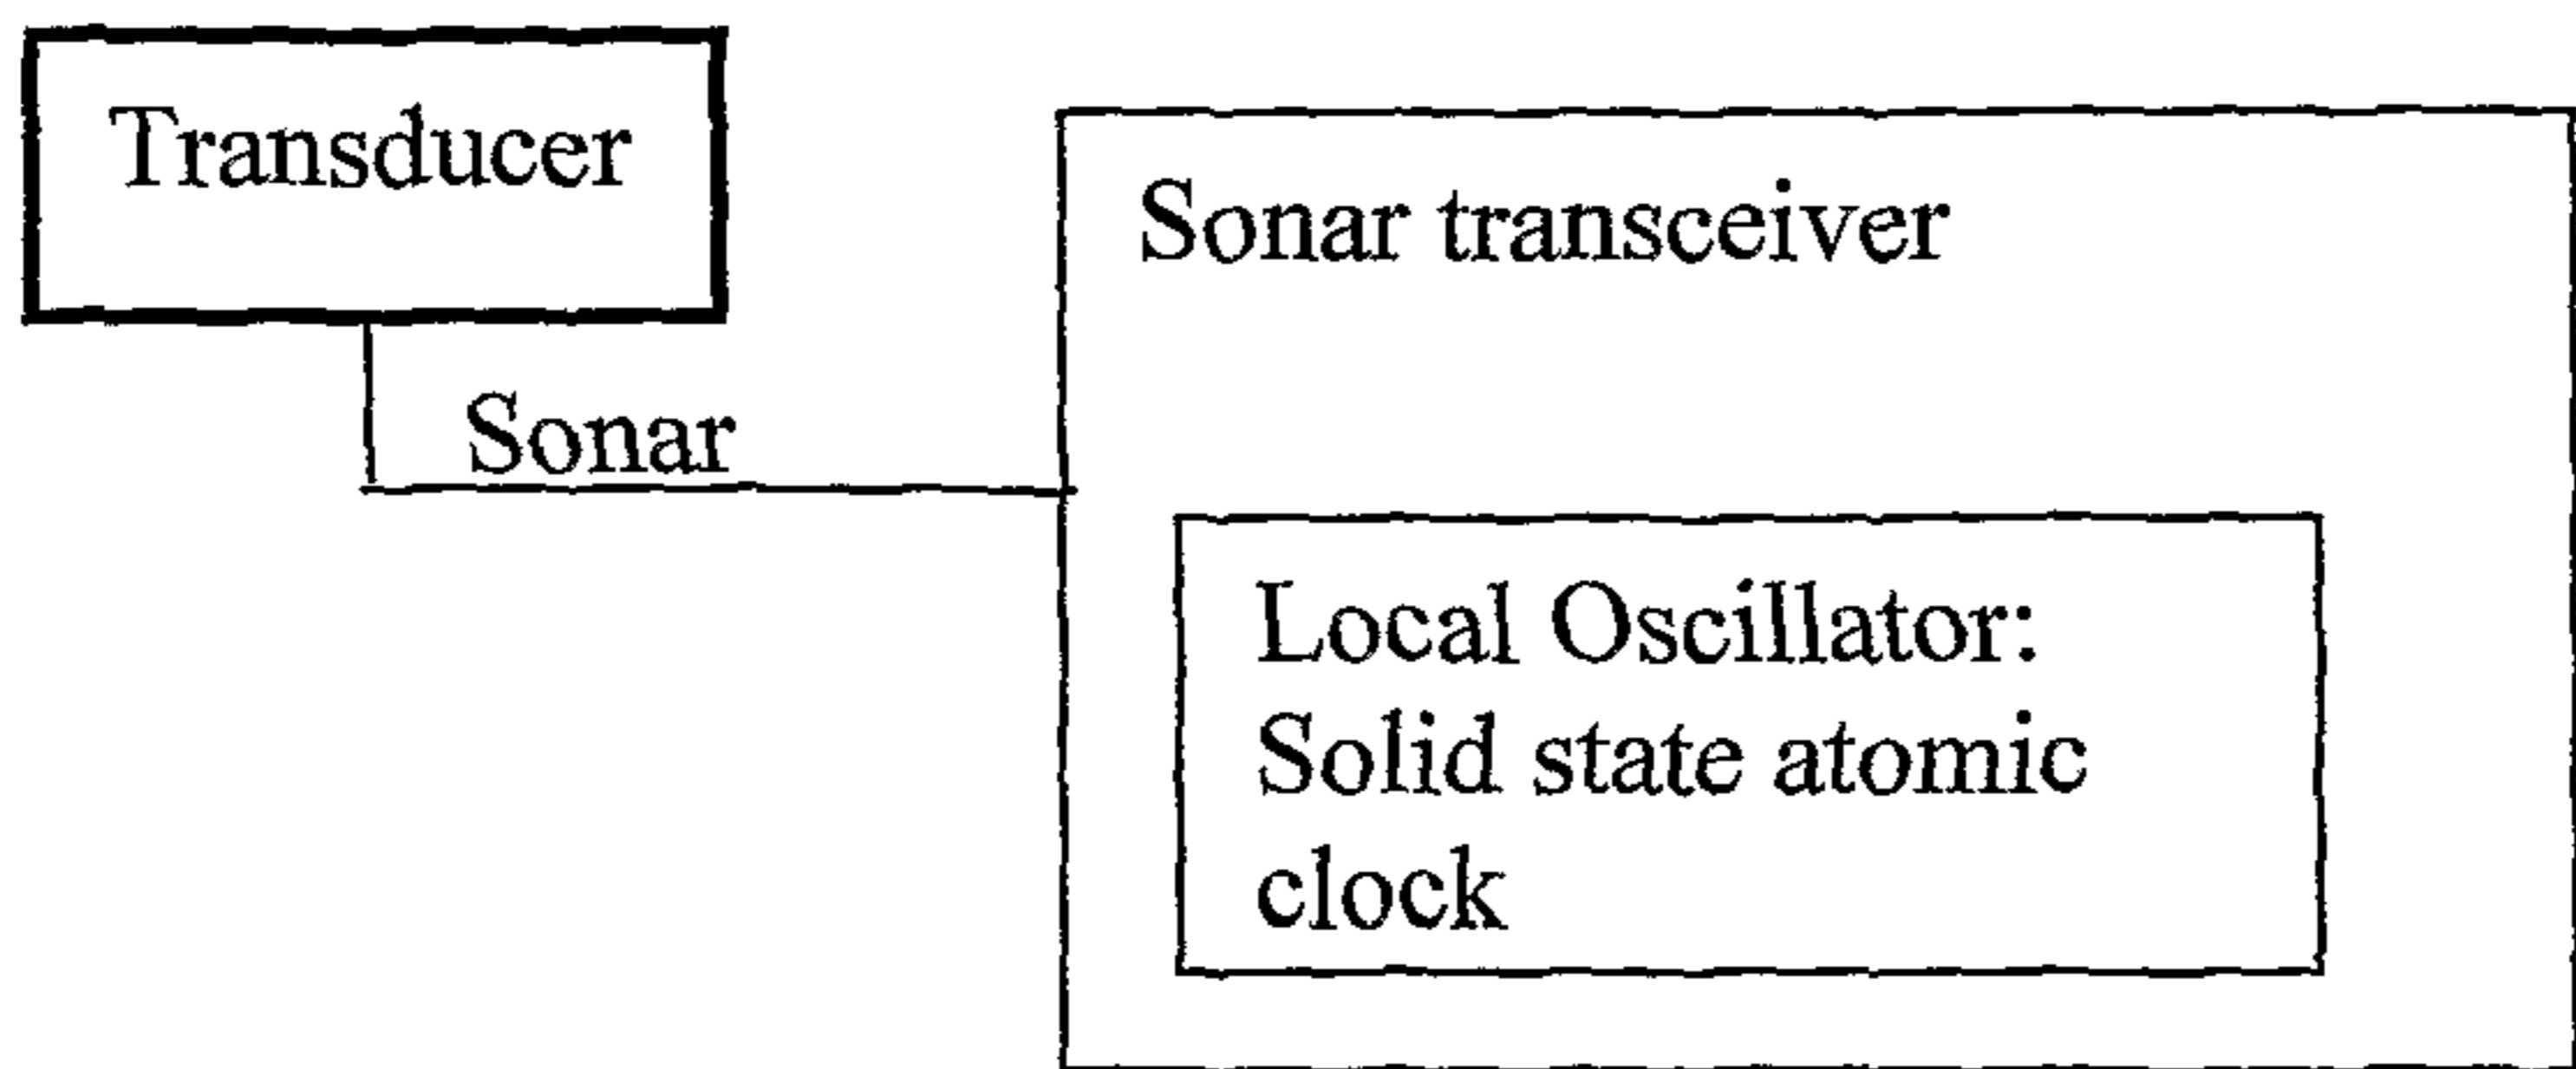 Transducer
Sonar transceiver
Sonar
Local Oscillator:
Solid state atomic
clock